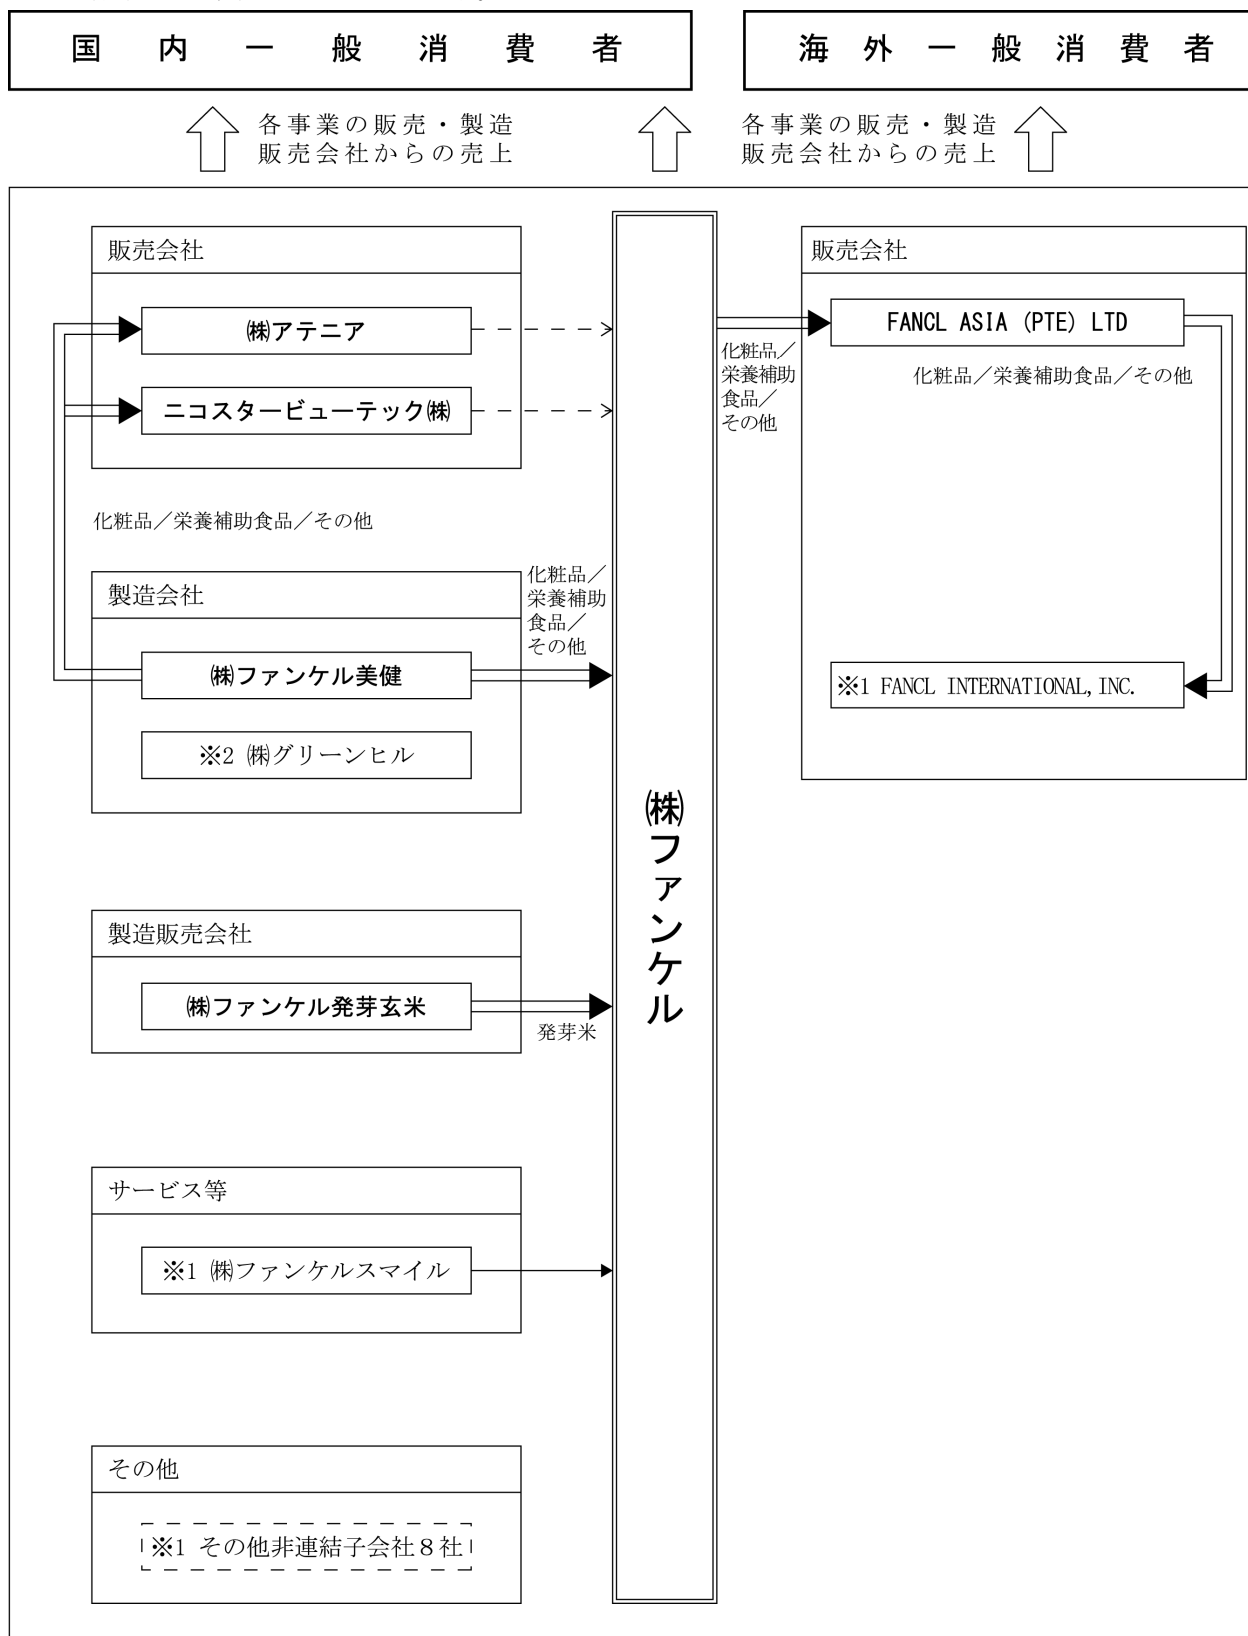 国内一般消費者
海外一般消費者
各事業の販売・製造
販売会社からの売上
各事業の販売・製造
販売会社からの売上
販売会社
㈱アテニア
ニコスタービューテック㈱
化粧品／栄養補助食品／その他
製造会社
化粧品／
栄養補助
食品／
その他
㈱ファンケル美健
※2 ㈱グリーンヒル
製造販売会社
㈱ファンケル発芽玄米
発芽米
サービス等
※1 ㈱ファンケルスマイル
その他
※1 その他非連結子会社８社
㈱ファンケル
化粧品／
栄養補助
食品／
その他
販売会社
FANCL ASIA (PTE) LTD
化粧品／栄養補助食品／その他
※1 FANCL INTERNATIONAL,INC.